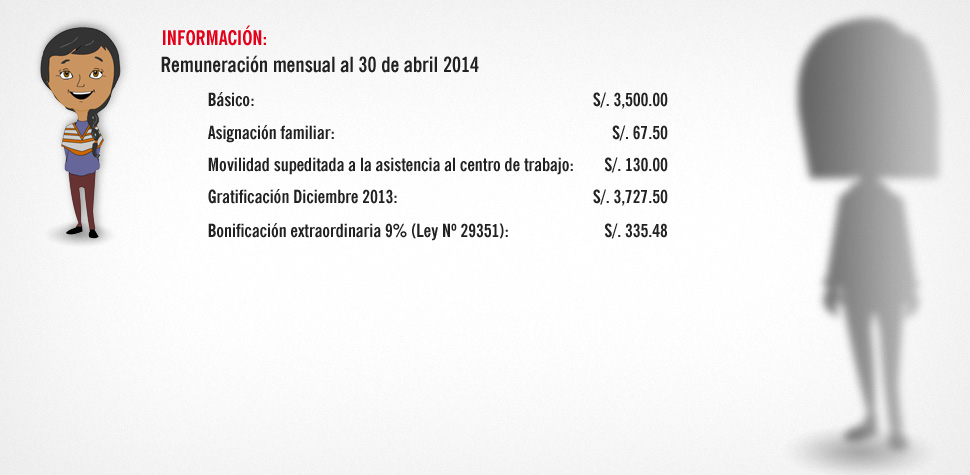 INFORMACIÓN:
Remuneración mensual al 30 de abril 2014
Básico: S/. 3,500.00
Asignación familiar: S/. 67.50
Movilidad supeditada a la asistencia al centro de trabajo: S/. 130.00
Gratificación Diciembre 2013: S/. 3,727.50
Bonificación extraordinaria 9% (Ley Nº 29351): S/. 335.48